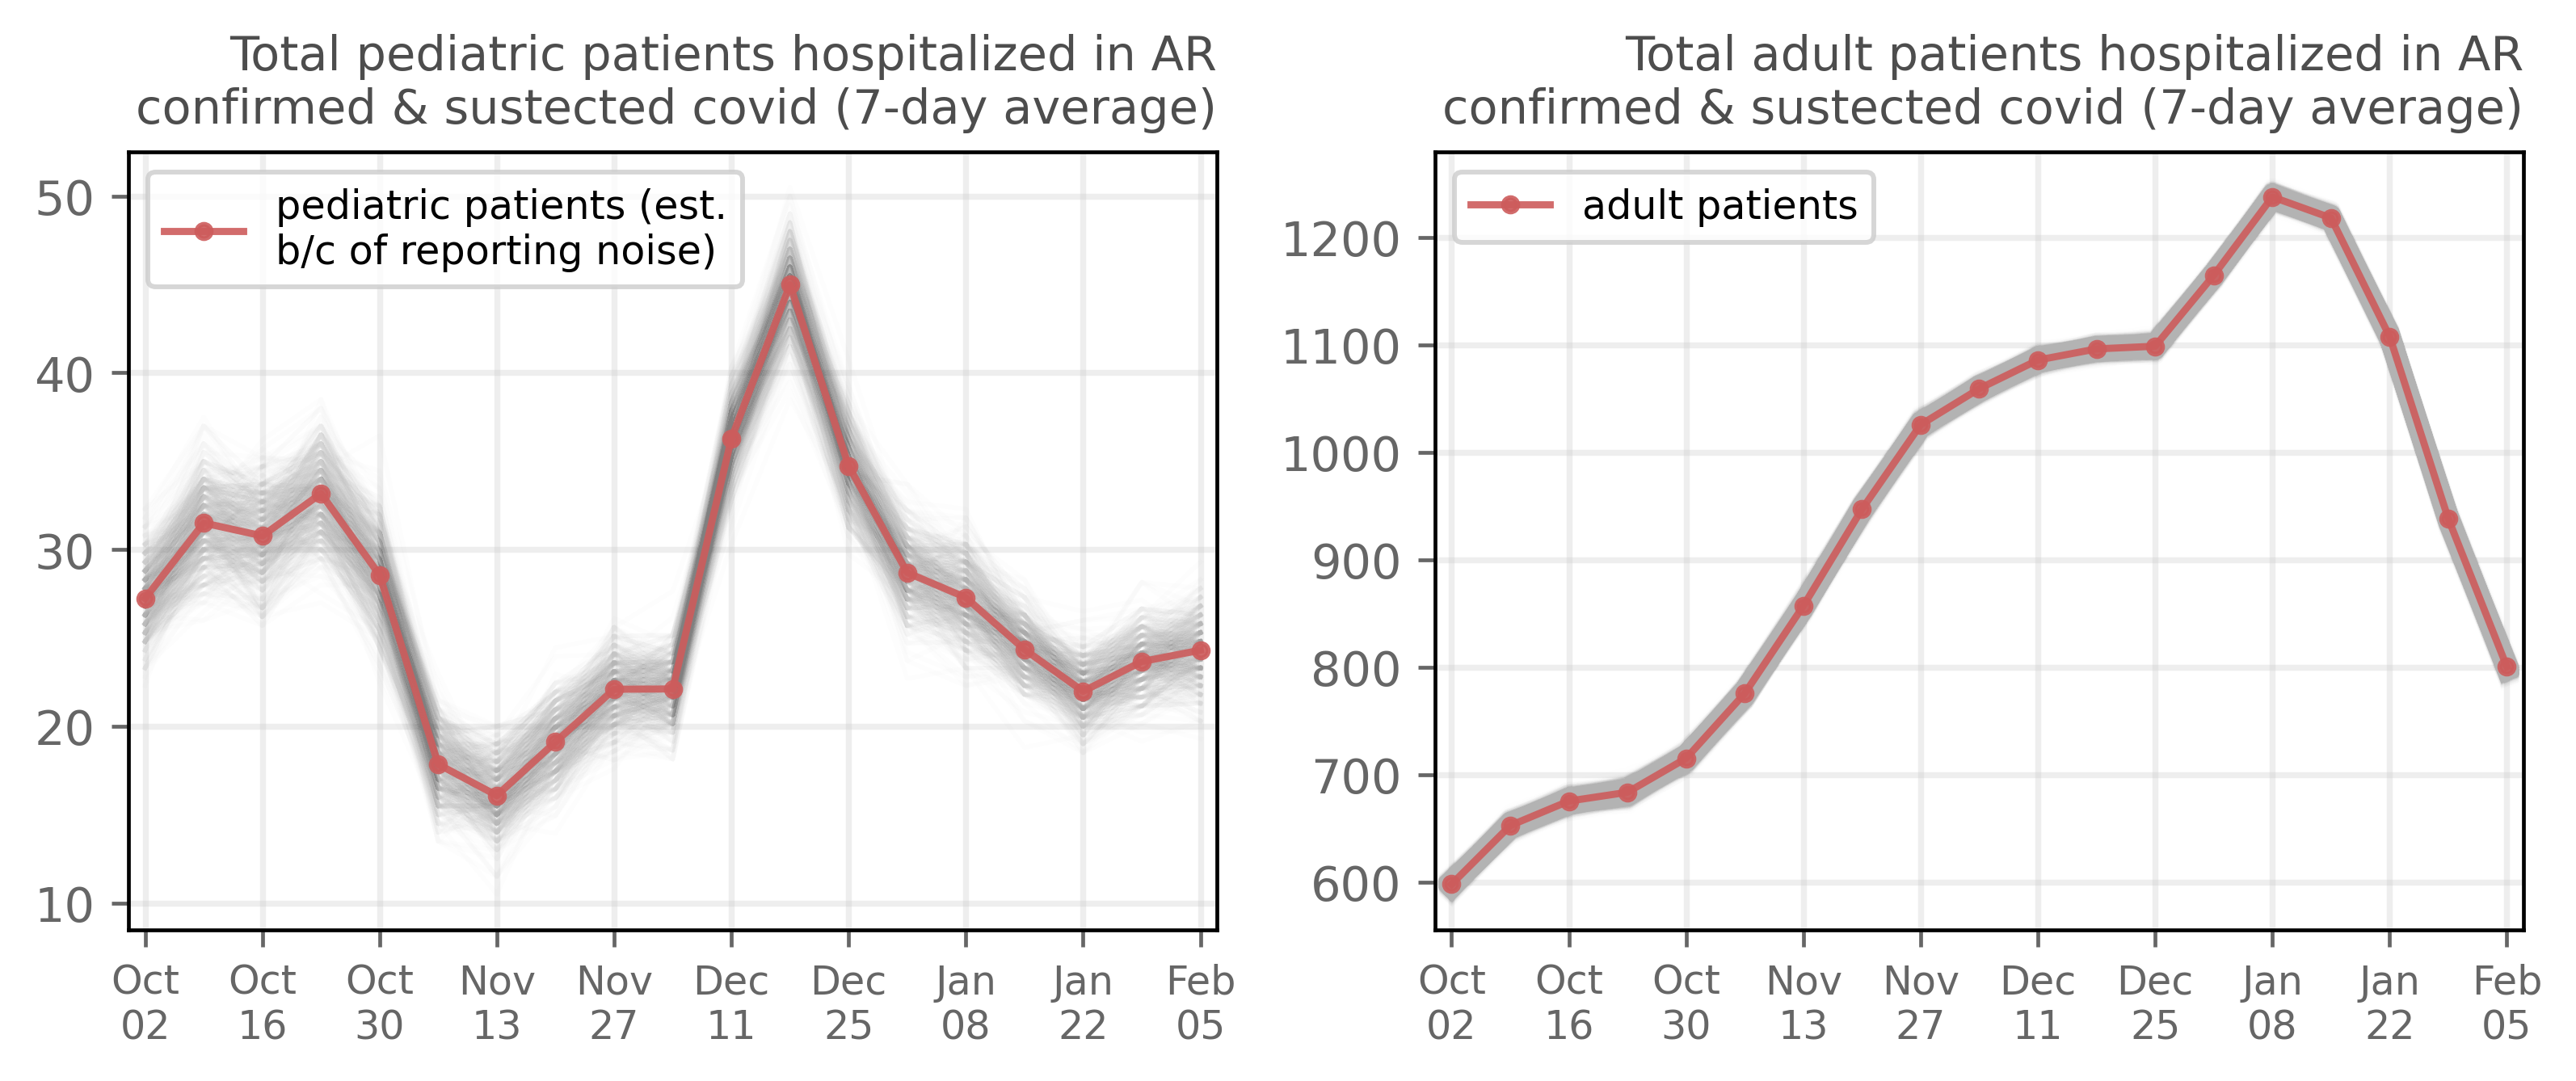 Total pediatric patients hospitalized in AR
confirmed & sustected covid (7-day average)
pediatric patients (est.
b/c of reporting noise)
50
40
30
20
10
Oct Oct Oct Nov Nov Dec Dec Jan Jan Feb
02 16 30 13 27 11 25 08 22 05
Total adult patients hospitalized in AR
confirmed & sustected covid (7-day average)
adult patients
1200
1100
1000
900
800
700
600
Oct Oct Oct Nov Nov Dec Dec Jan Jan Feb
02 16 30 13 27 11 25 08 22 05